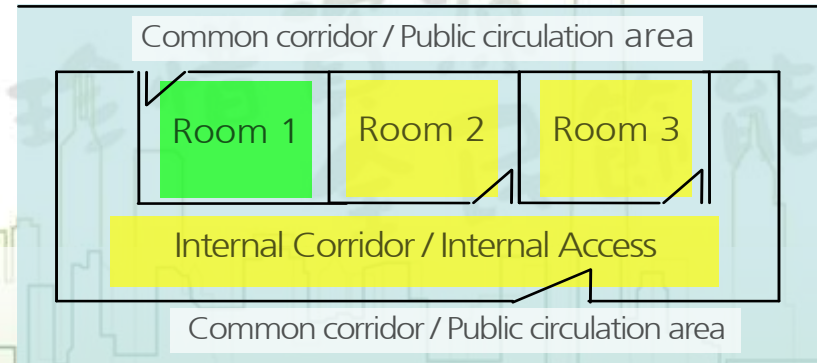 Common corridor / Public circulation area
Room 1
Room 2
Room 3
Internal Corridor / Internal Access
Common corridor / Public circulation area